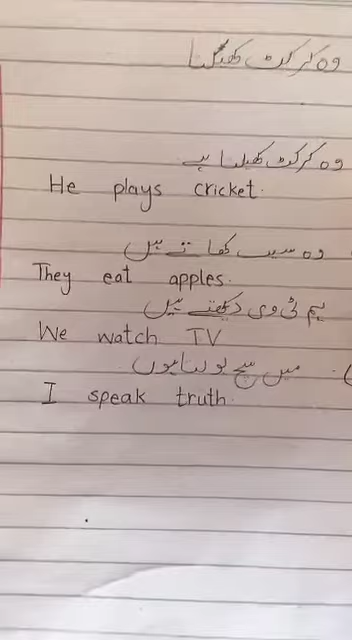 وہ کرکٹ کھیلتا
وہ کرکٹ کھیلتا ہے
He plays cricket.
وہ سیب کھاتے ہیں
They eat apples.
ہم ٹی وی دیکھتے ہیں
We watch TV
میں سچ بولتا ہوں
I speak truth.